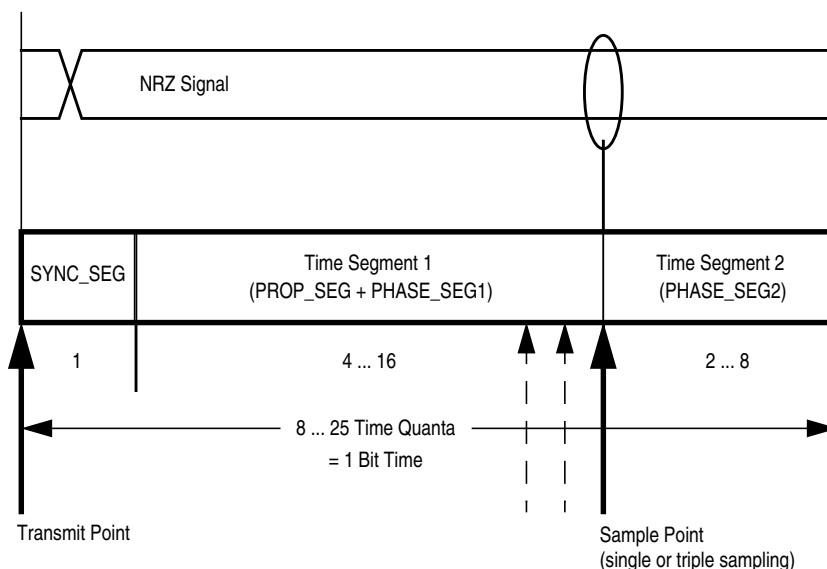 NRZ Signal
SYNC_SEG
Time Segment 1
(PROP_SEG + PHASE_SEG1)
Time Segment 2
(PHASE_SEG2)
1
4 ... 16
2 ... 8
8 ... 25 Time Quanta
= 1 Bit Time
Transmit Point
Sample Point
(single or triple sampling)